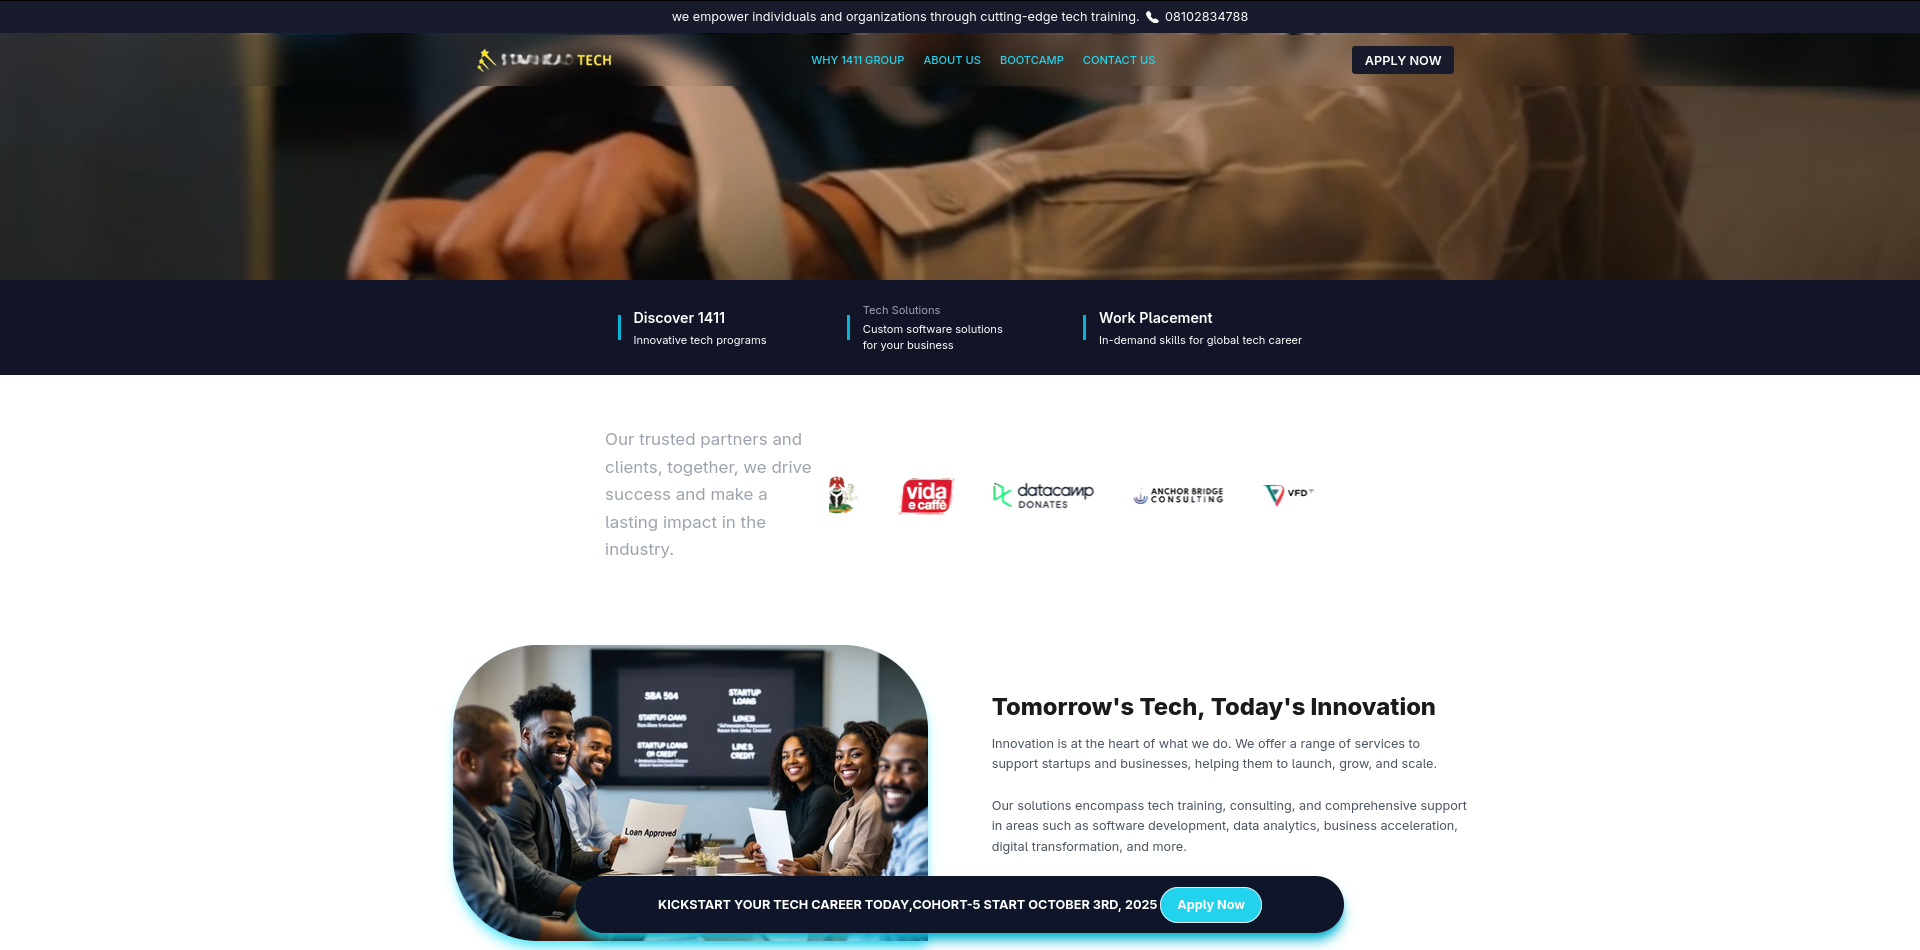 we empower individuals and organizations through cutting-edge tech training. 08102834788
TECH
WHY 1411 GROUP
ABOUT US
BOOTCAMP
CONTACT US
APPLY NOW
Discover 1411
Innovative tech programs
Tech Solutions
Custom software solutions
for your business
Work Placement
In-demand skills for global tech career
Our trusted partners and
clients, together, we drive
success and make a
lasting impact in the
industry.
vida
e caffè
datacamp
DONATES
ANCHOR BRIDGE
CONSULTING
VFD
SBA 504
STARTUP
LOANS
STARTUP LOANS
OR CREDIT
LINES
CREDIT
Loan Approved
Tomorrow's Tech, Today's Innovation
Innovation is at the heart of what we do. We offer a range of services to
support startups and businesses, helping them to launch, grow, and scale.
Our solutions encompass tech training, consulting, and comprehensive support
in areas such as software development, data analytics, business acceleration,
digital transformation, and more.
KICKSTART YOUR TECH CAREER TODAY,COHORT-5 START OCTOBER 3RD, 2025
Apply Now